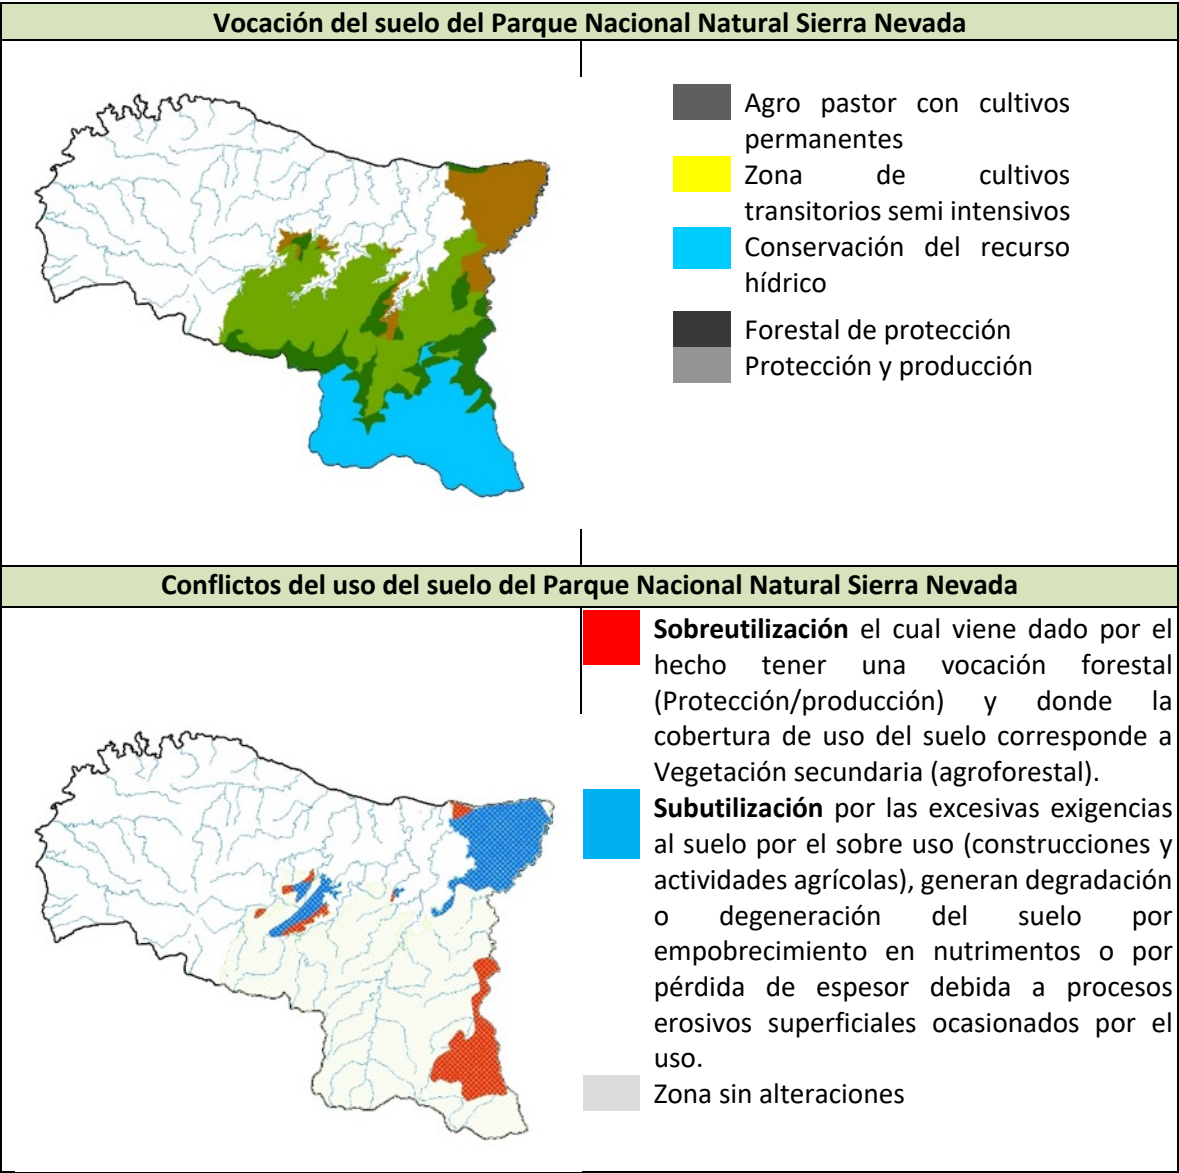 Vocación del suelo del Parque Nacional Natural Sierra Nevada
Agro pastor con cultivos
permanentes
Zona de cultivos
transitorios semi intensivos
Conservación del recurso
hídrico
Forestal de protección
Protección y producción
Conflictos del uso del suelo del Parque Nacional Natural Sierra Nevada
Sobreutilización el cual viene dado por el
hecho tener una vocación forestal
(Protección/producción) y donde la
cobertura de uso del suelo corresponde a
Vegetación secundaria (agroforestal).
Subutilización por las excesivas exigencias
al suelo por el sobre uso (construcciones y
actividades agrícolas), generan degradación
o degeneración del suelo por
empobrecimiento en nutrimentos o por
pérdida de espesor debida a procesos
erosivos superficiales ocasionados por el
uso.
Zona sin alteraciones